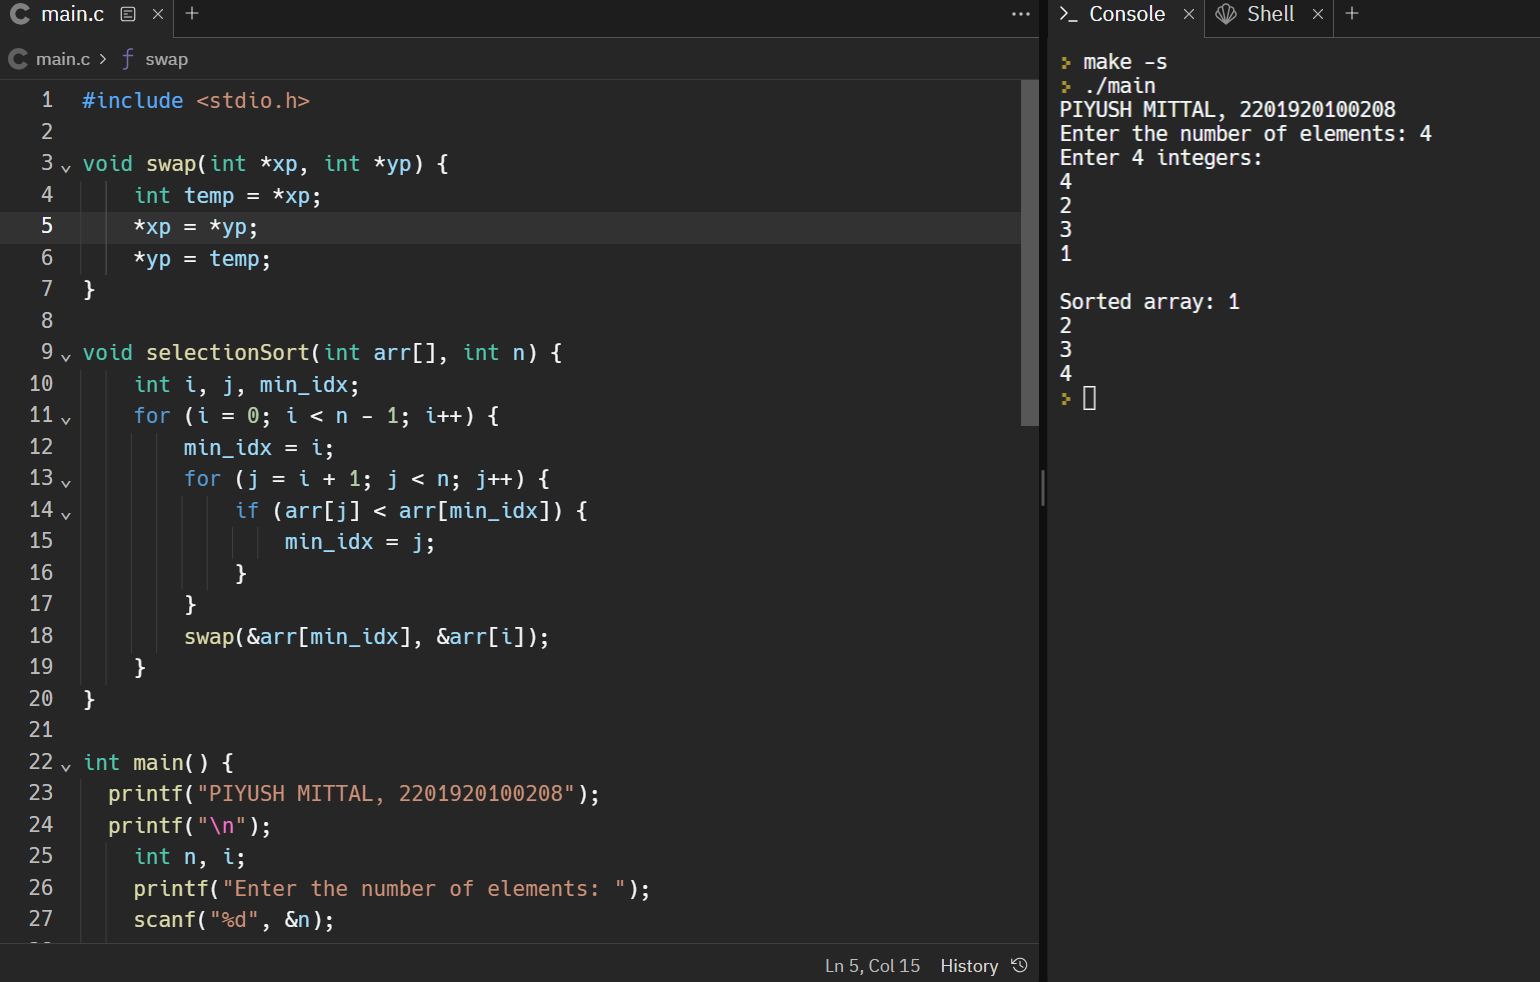 main.c
main.c > ƒ swap
1 #include <stdio.h>
2
3 void swap(int *xp, int *yp) {
4     int temp = *xp;
5     *xp = *yp;
6     *yp = temp;
7 }
8
9 void selectionSort(int arr[], int n) {
10     int i, j, min_idx;
11     for (i = 0; i < n - 1; i++) {
12         min_idx = i;
13         for (j = i + 1; j < n; j++) {
14             if (arr[j] < arr[min_idx]) {
15                 min_idx = j;
16             }
17         }
18         swap(&arr[min_idx], &arr[i]);
19     }
20 }
21
22 int main() {
23   printf("PIYUSH MITTAL, 2201920100208");
24   printf("\n");
25     int n, i;
26     printf("Enter the number of elements: ");
27     scanf("%d", &n);
Ln 5, Col 15 History
Console Shell
make -s
./main
PIYUSH MITTAL, 2201920100208
Enter the number of elements: 4
Enter 4 integers:
4
2
3
1
Sorted array: 1
2
3
4